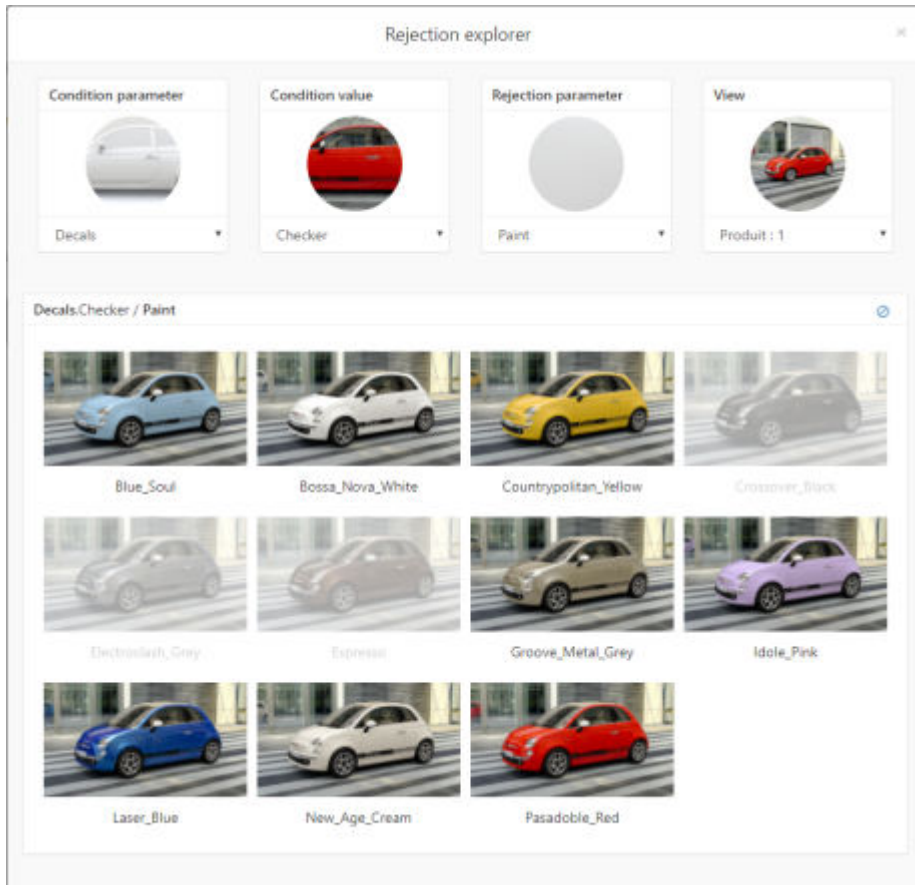 Rejection explorer
×
Condition parameter
Condition value
Rejection parameter
View
Decals
Checker
Paint
Produit : 1
Decals.Checker / Paint
Blue_Soul
Bossa_Nova_White
Countrypolitan_Yellow
Crossover_Black
Electroclash_Grey
Espresso
Groove_Metal_Grey
Idole_Pink
Laser_Blue
New_Age_Cream
Pasadoble_Red